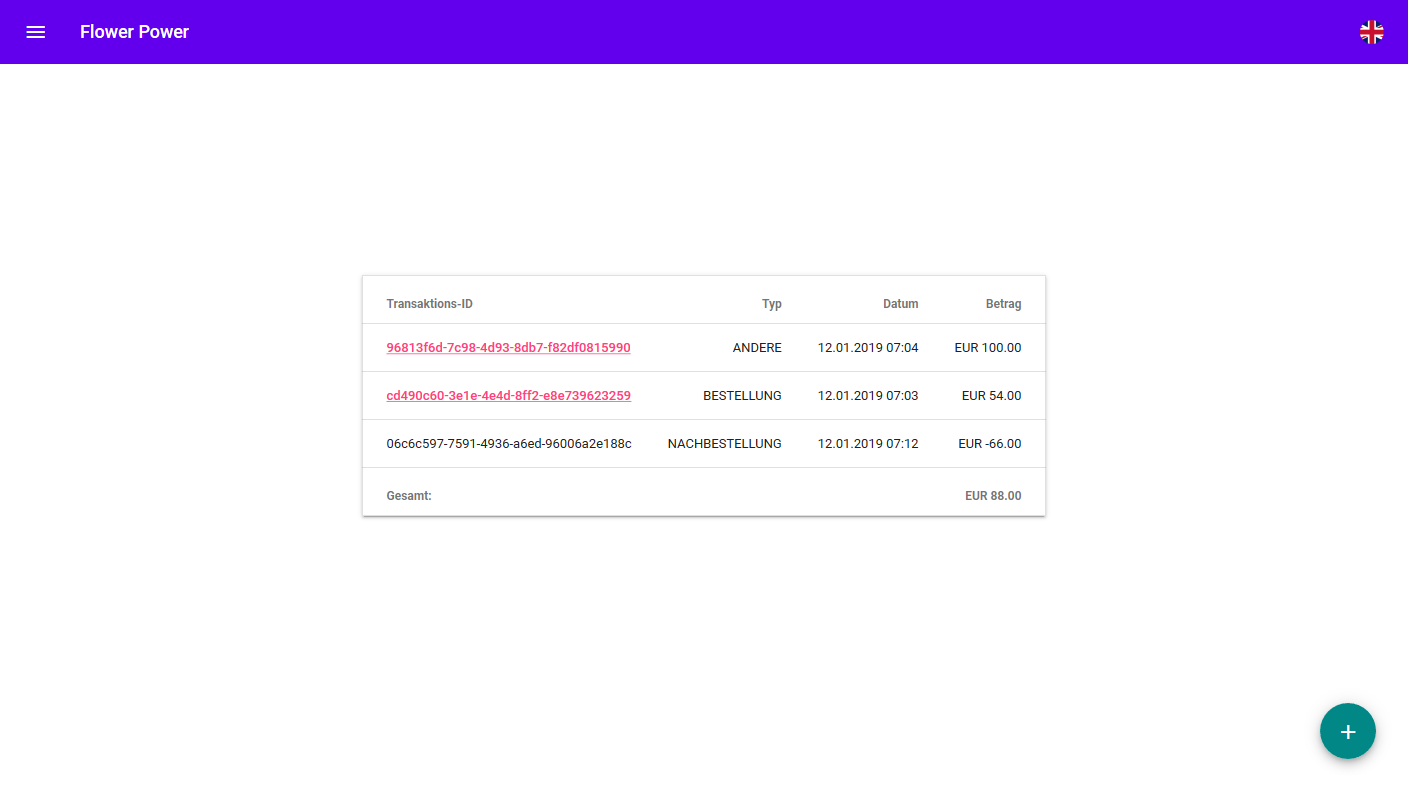 Flower Power
Transaktions-ID Typ Datum Betrag
96813f6d-7c98-4d93-8db7-f82df0815990 ANDERE 12.01.2019 07:04 EUR 100.00
cd490c60-3e1e-4e4d-8ff2-e8e739623259 BESTELLUNG 12.01.2019 07:03 EUR 54.00
06c6c597-7591-4936-a6ed-96006a2e188c NACHBESTELLUNG 12.01.2019 07:12 EUR -66.00
Gesamt: EUR 88.00